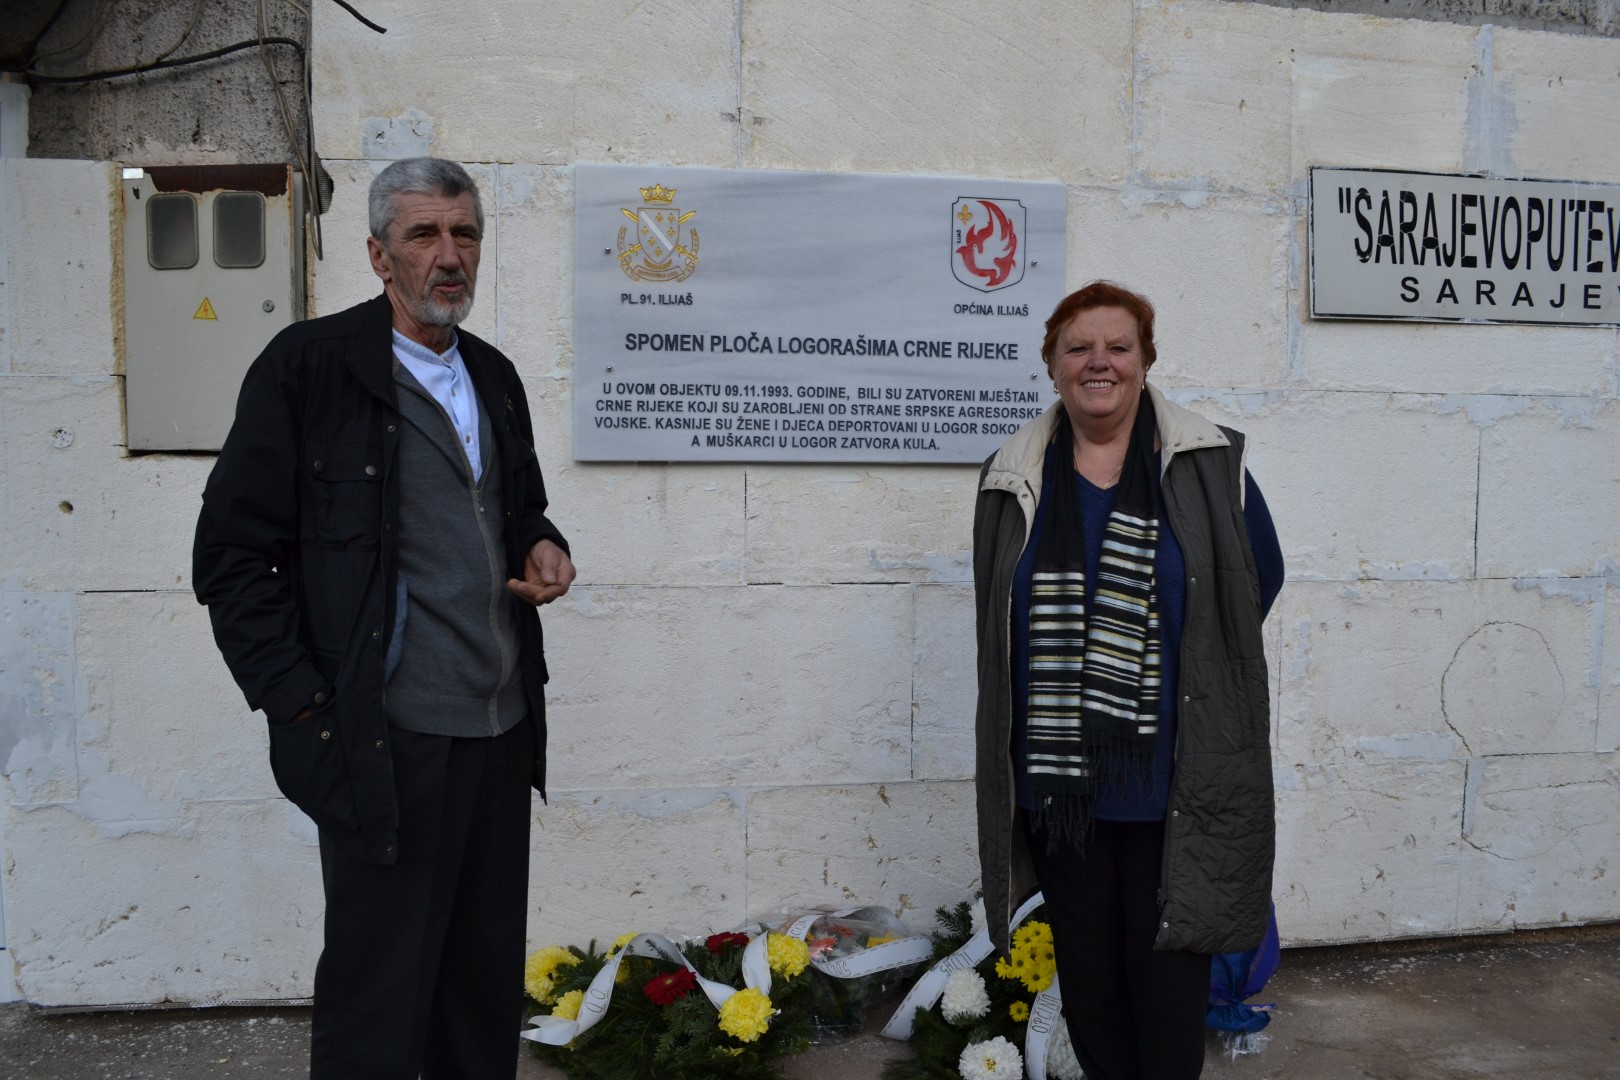 PL.91. ILIJAŠ
OPĆINA ILIJAŠ
SPOMEN PLOČA LOGORAŠIMA CRNE RIJEKE
U OVOM OBJEKTU 09.11.1993. GODINE, BILI SU ZATVORENI MJEŠTANI
CRNE RIJEKE KOJI SU ZAROBLJENI OD STRANE SRPSKE AGRESORSKE
VOJSKE. KASNIJE SU ŽENE I DJECA DEPORTOVANI U LOGOR SOKOL
A MUŠKARCI U LOGOR ZATVORA KULA.
"SARAJEVOPUTEV
SARAJEV
ILIJAŠ